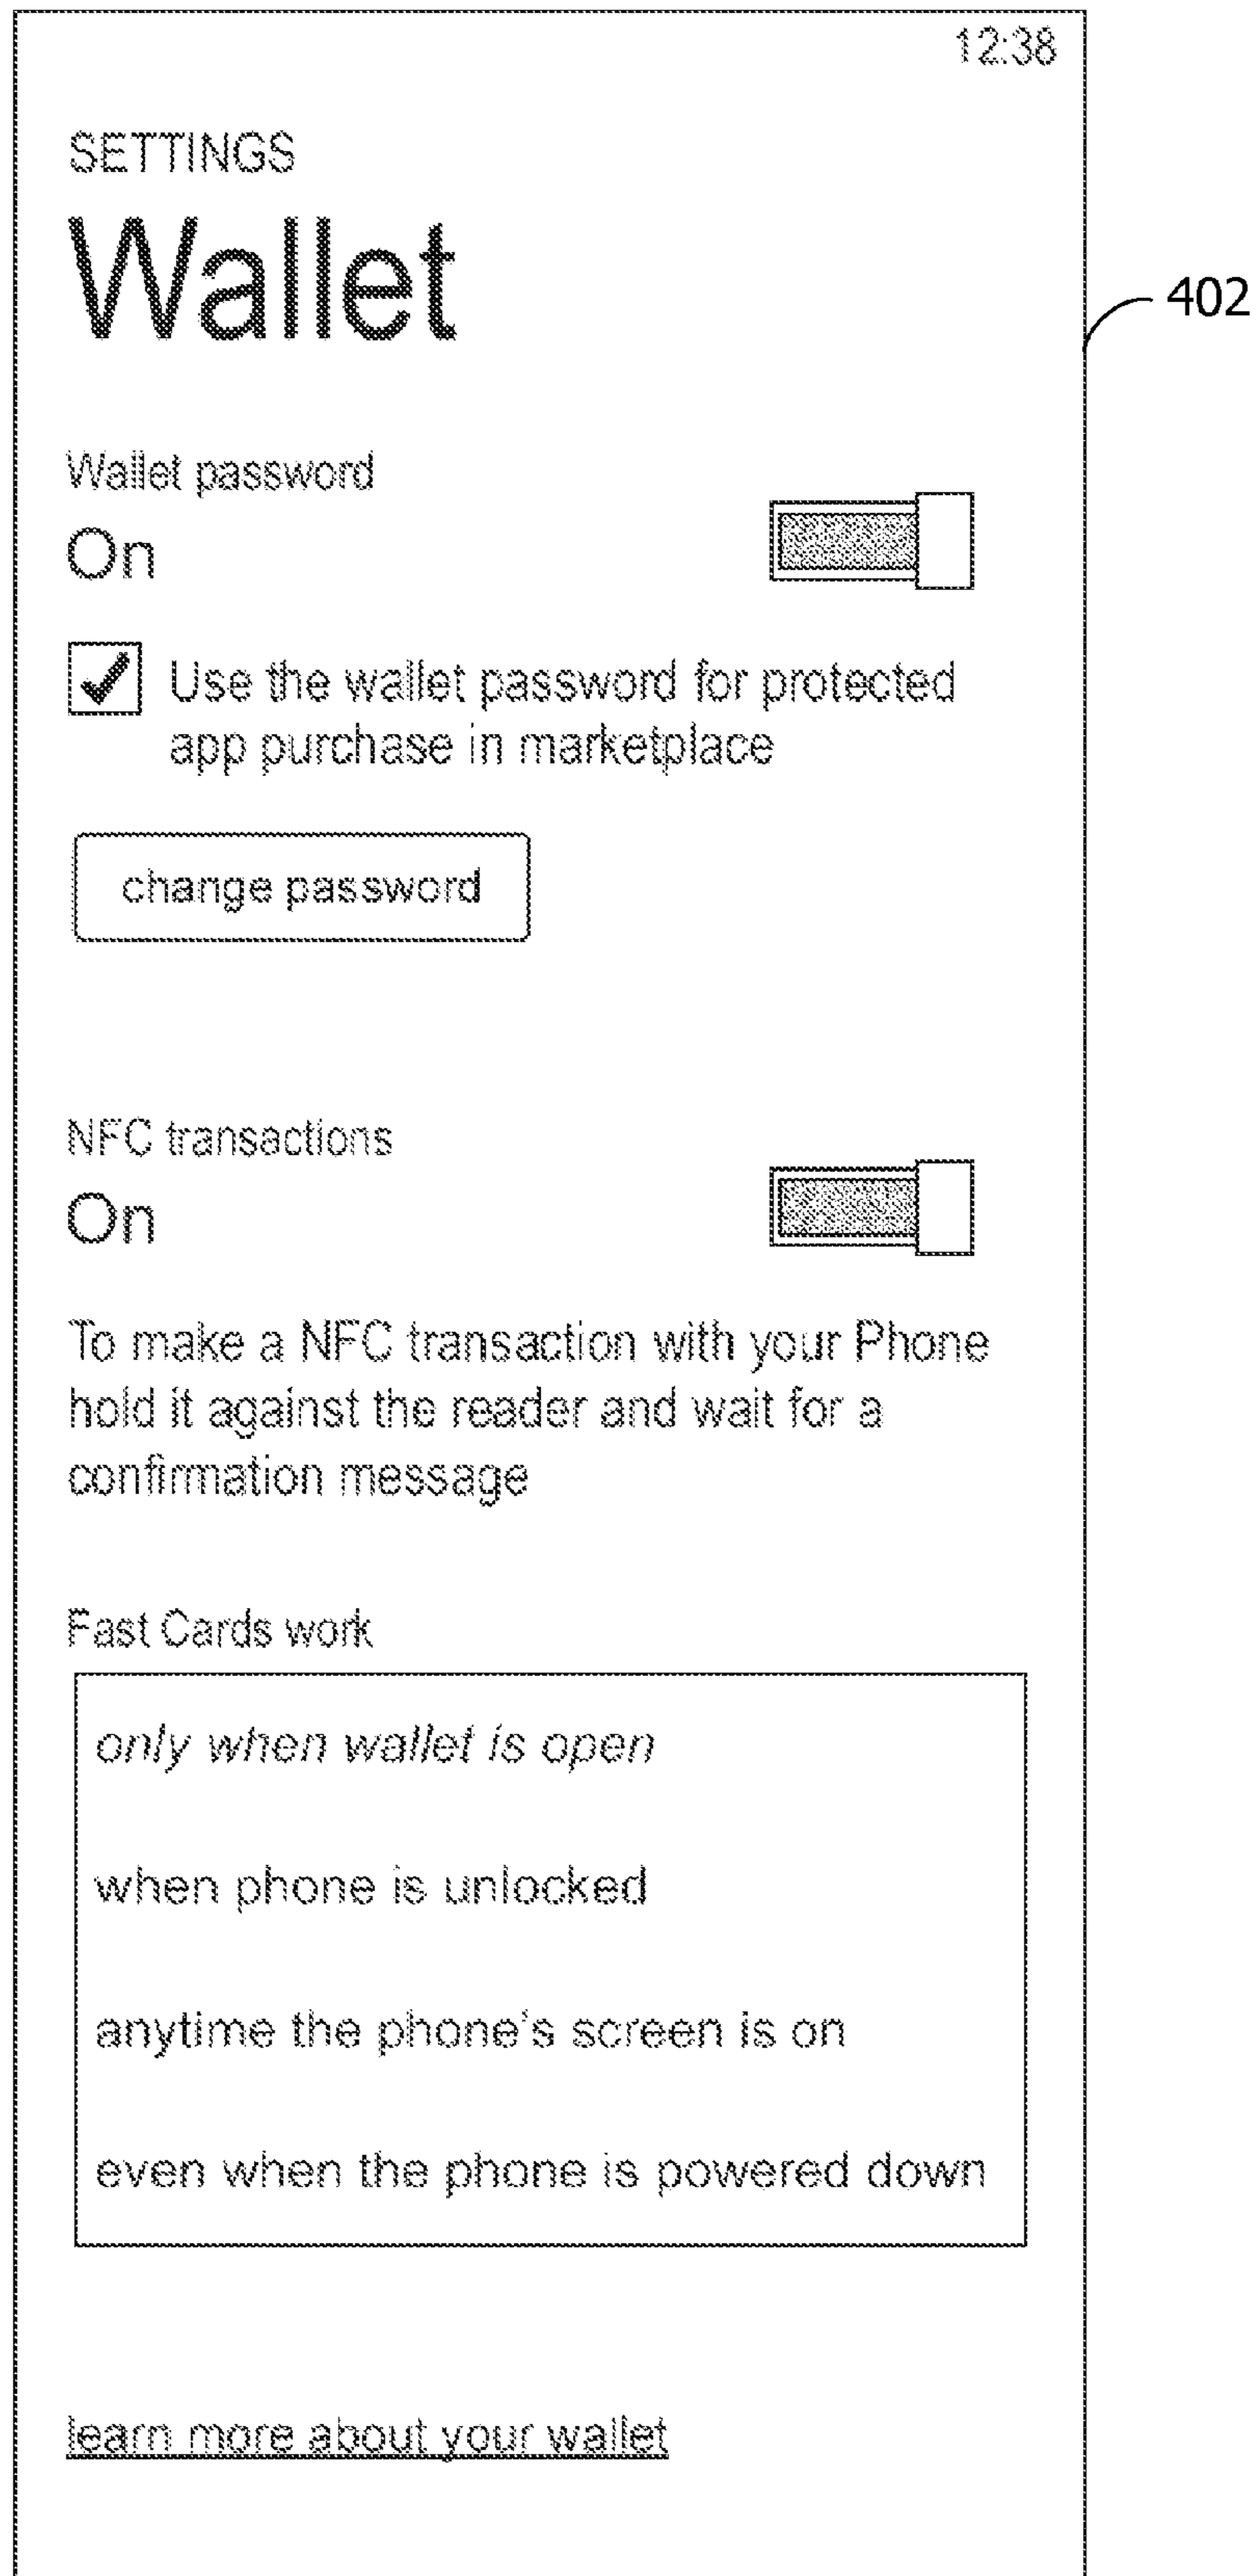 12:38
SETTINGS
Wallet
402
Wallet password
On
Use the wallet password for protected
app purchase in marketplace
change password
NFC transactions
On
To make a NFC transaction with your Phone
hold it against the reader and wait for a
confirmation message
Fast Cards work
only when wallet is open
when phone is unlocked
anytime the phone's screen is on
even when the phone is powered down
learn more about your wallet